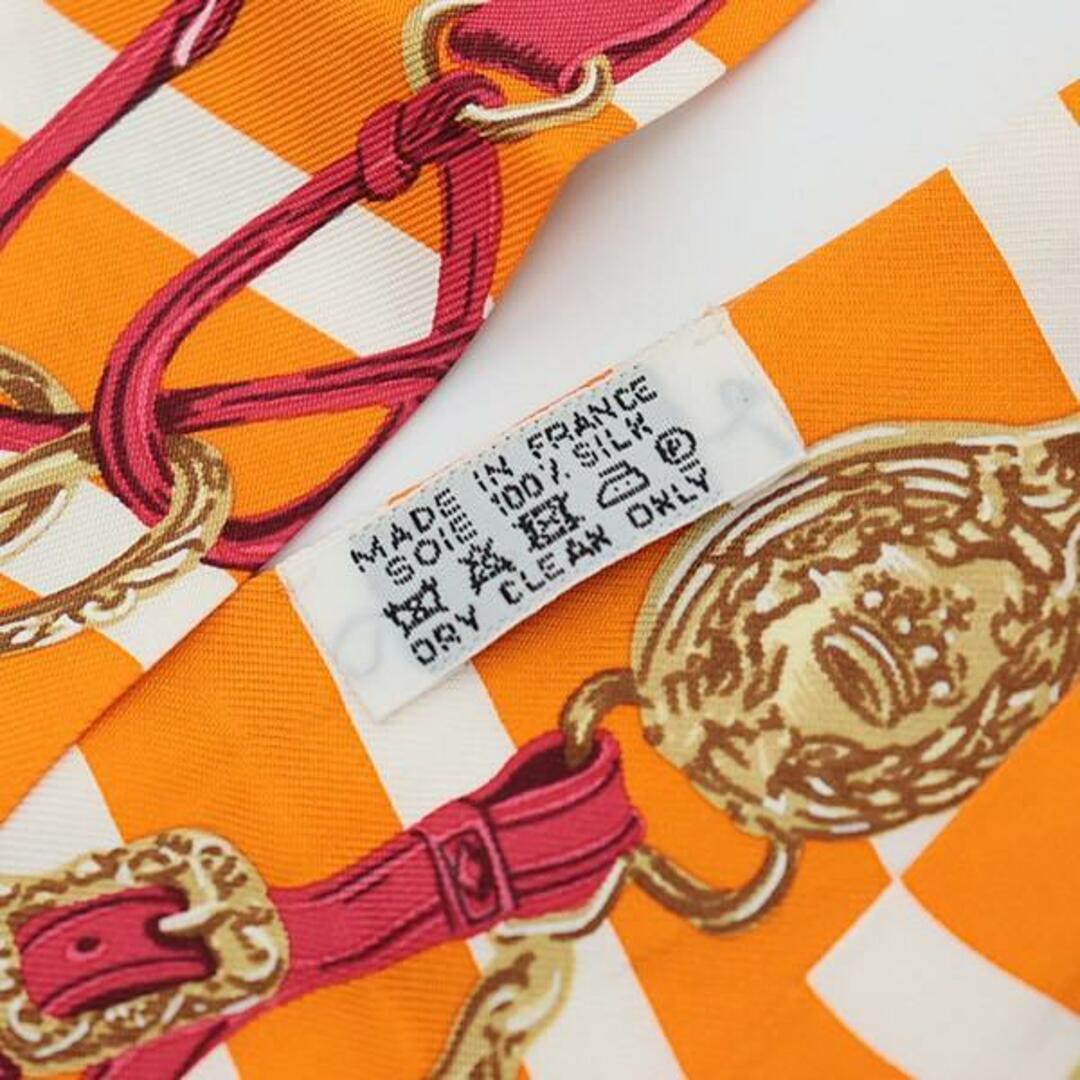 MADE IN FRANCE
SOIE 100% SILK
P
DRY CLEAN ONLY